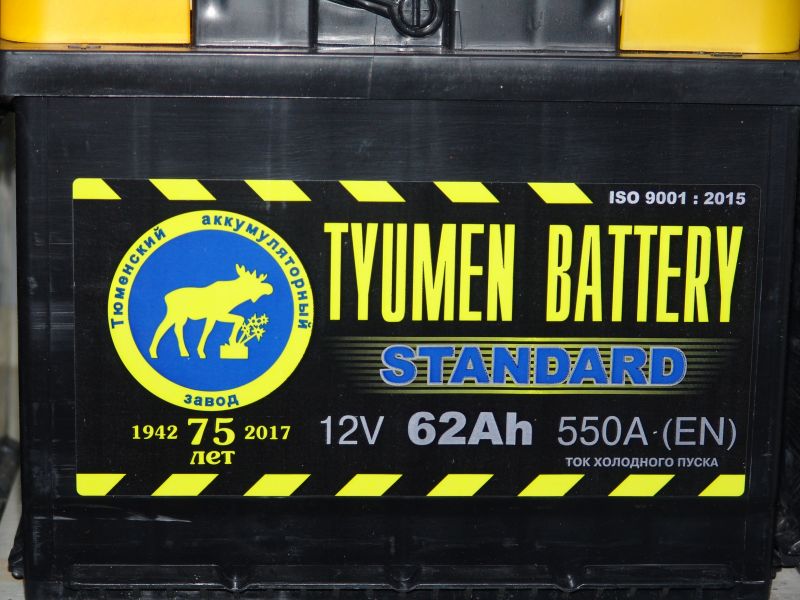 ISO 9001 : 2015
Тюменский аккумуляторный
завод
TYUMEN BATTERY
STANDARD
1942 75 2017
лет
12V 62Ah 550A (EN)
ТОК ХОЛОДНОГО ПУСКА